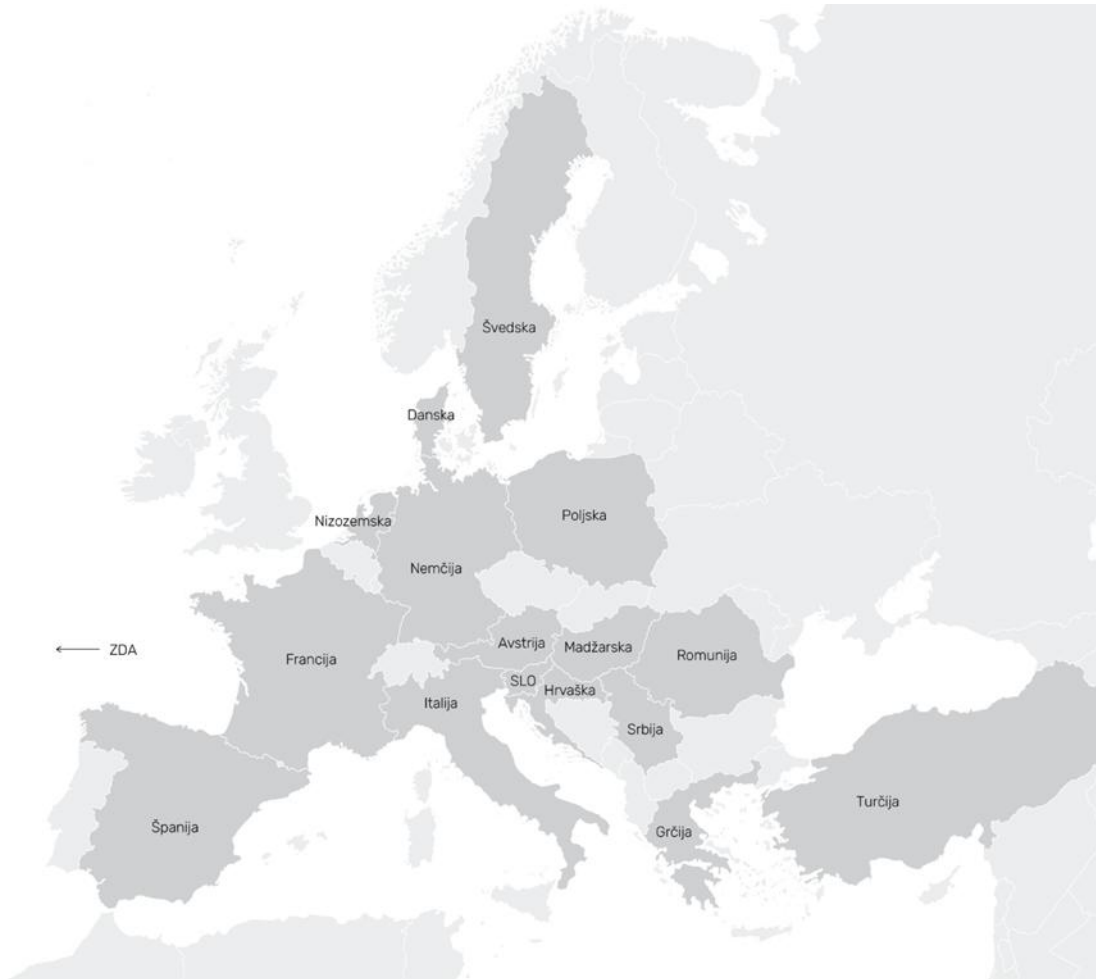 Švedska
Danska
Nizozemska
Poljska
Nemčija
Avstrija
Madžarska
Romunija
ZDA
Francija
SLO
Hrvaška
Italija
Srbija
Turčija
Španija
Grčija